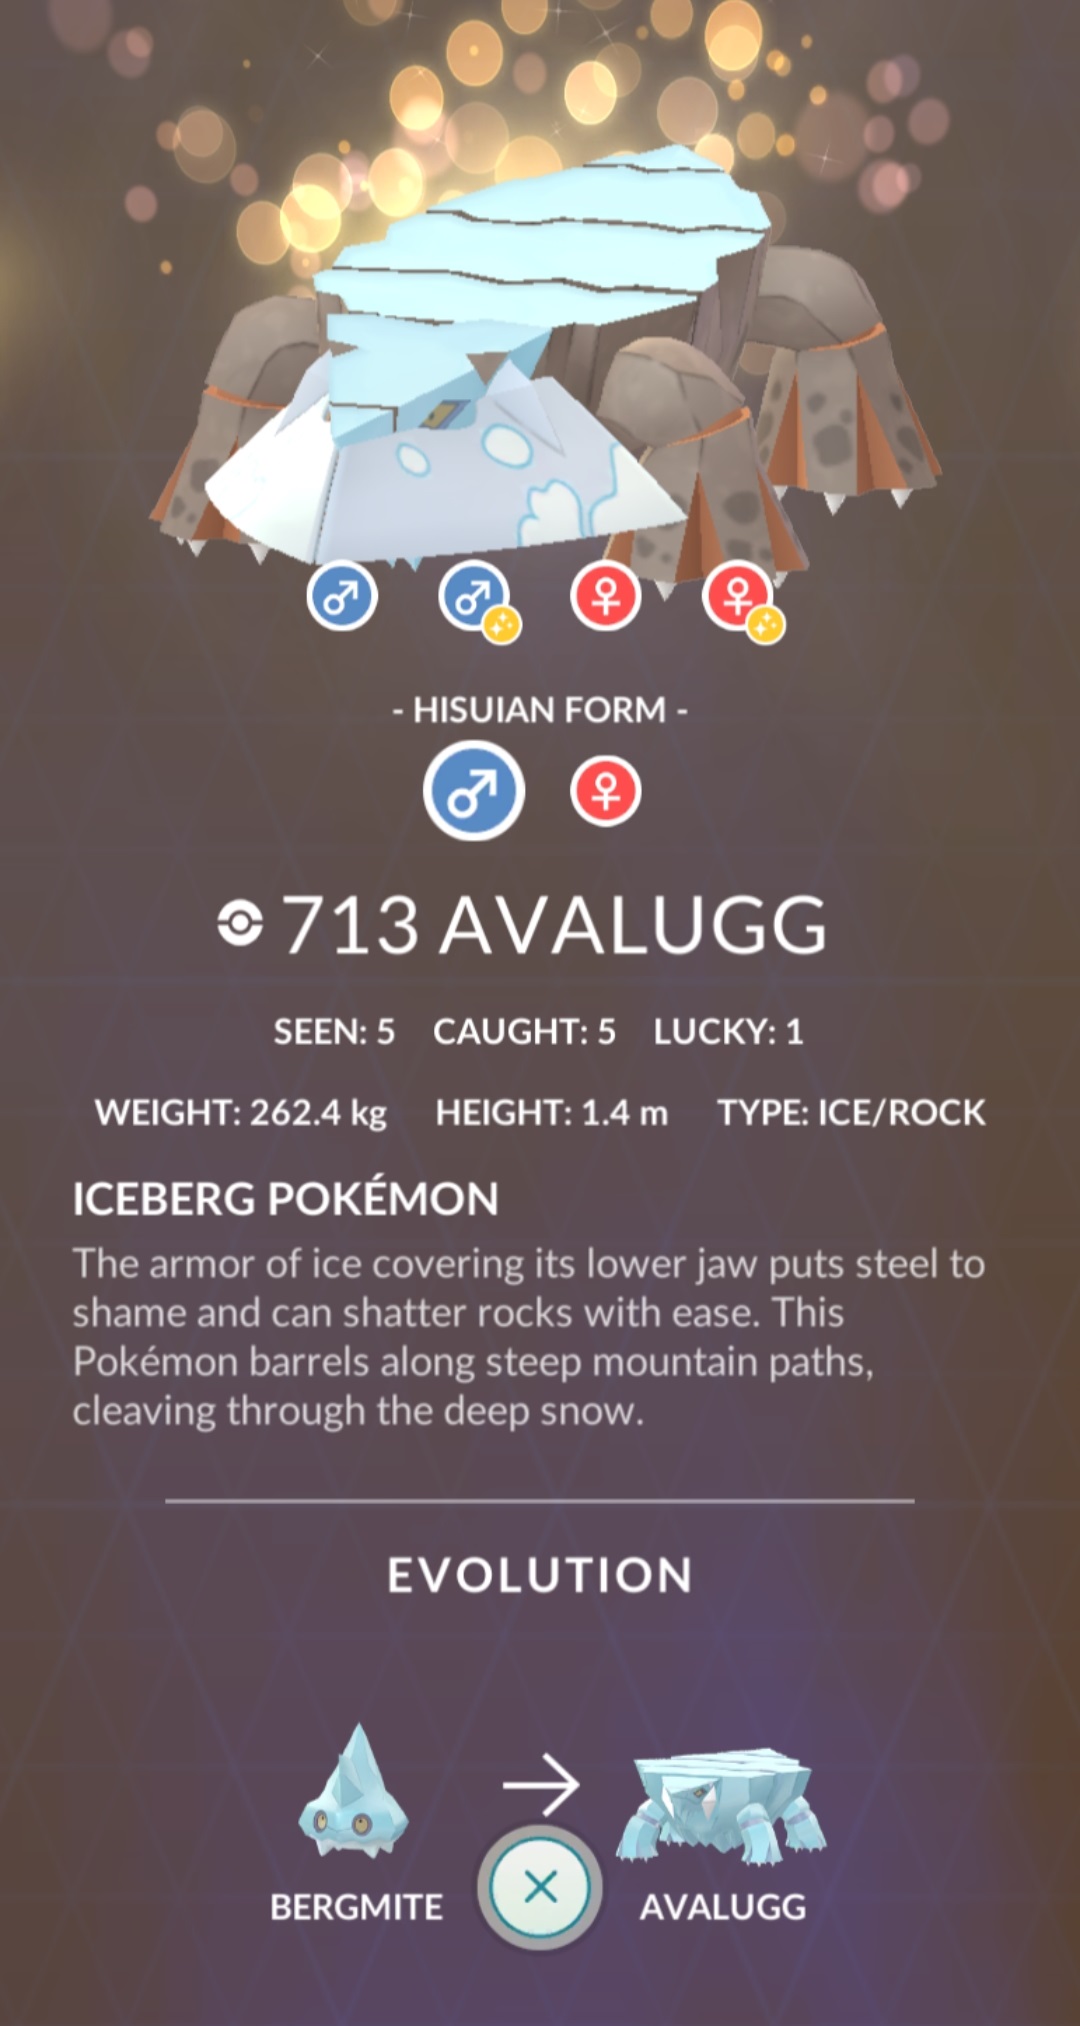 - HISUIAN FORM -
713 AVALUGG
SEEN: 5 CAUGHT: 5 LUCKY: 1
WEIGHT: 262.4 kg HEIGHT: 1.4 m TYPE: ICE/ROCK
ICEBERG POKÉMON
The armor of ice covering its lower jaw puts steel to
shame and can shatter rocks with ease. This
Pokémon barrels along steep mountain paths,
cleaving through the deep snow.
EVOLUTION
BERGMITE AVALUGG